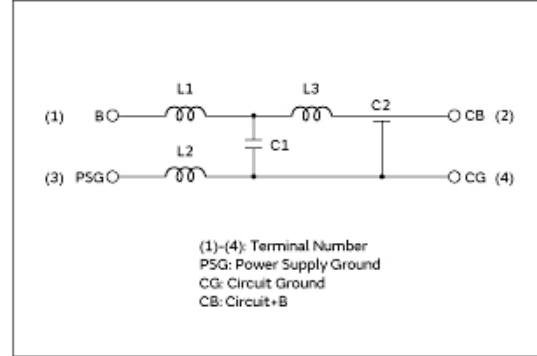 L1 L3 C2
(1) B CB (2)
C1
L2
(3) PSG CG (4)
(1)-(4): Terminal Number
PSG: Power Supply Ground
CG: Circuit Ground
CB: Circuit+B